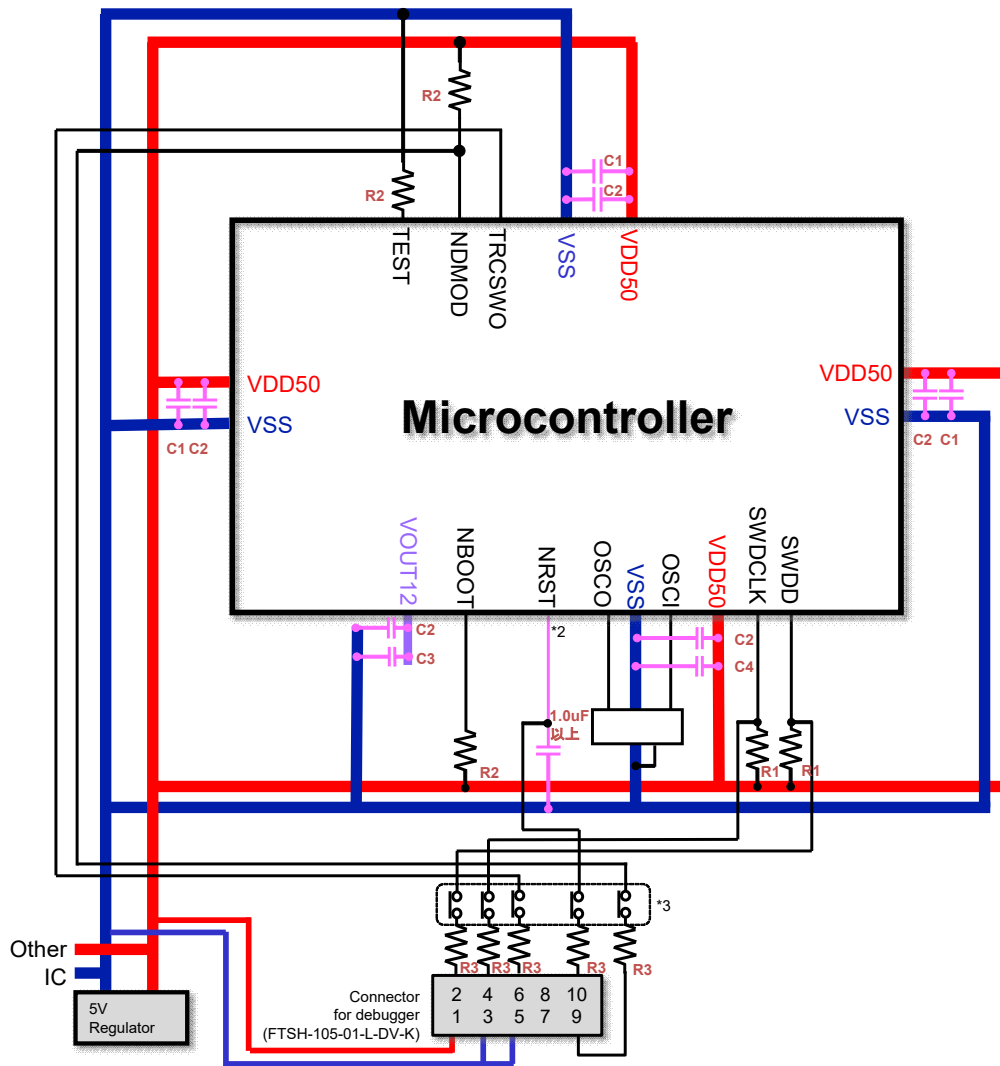 R2
C1
R2
C2
TEST
NDMOD
TRCSWO
VSS
VDD50
VDD50
VSS
C1 C2
Microcontroller
VDD50
VSS
C2 C1
VOUT12
NBOOT
NRST
OSCO
VSS
OSCI
VDD50
SWDCLK
SWDD
C2
C3
*2
C2
C4
1.0uF
以上
R2
R1
R1
*3
Other
IC
R3
R3
R3
R3
R3
5V
Regulator
Connector
for debugger
(FTSH-105-01-L-DV-K)
2 4 6 8 10
1 3 5 7 9